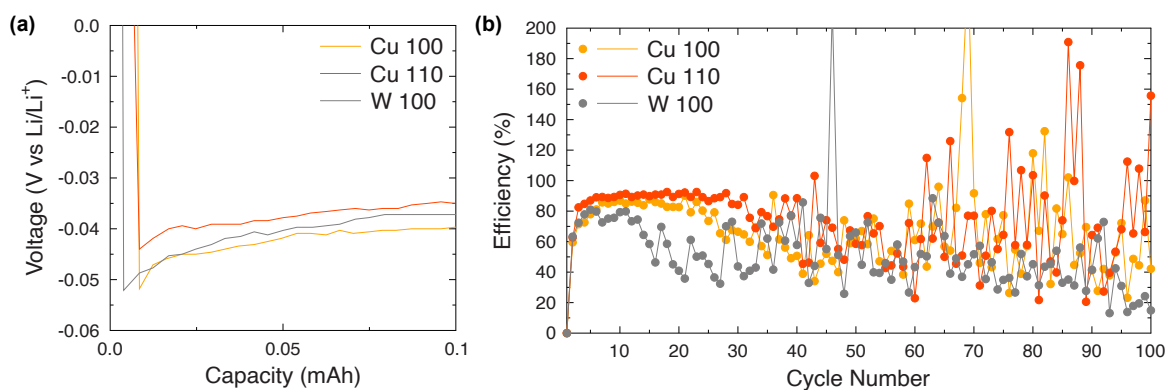 (a)
Voltage (V vs Li/Li⁺)
0.0
-0.01
-0.02
-0.03
-0.04
-0.05
-0.06
Cu 100
Cu 110
W 100
0.0
0.05
0.1
Capacity (mAh)
(b)
Efficiency (%)
200
180
160
140
120
100
80
60
40
20
0
Cu 100
Cu 110
W 100
10 20 30 40 50 60 70 80 90 100
Cycle Number